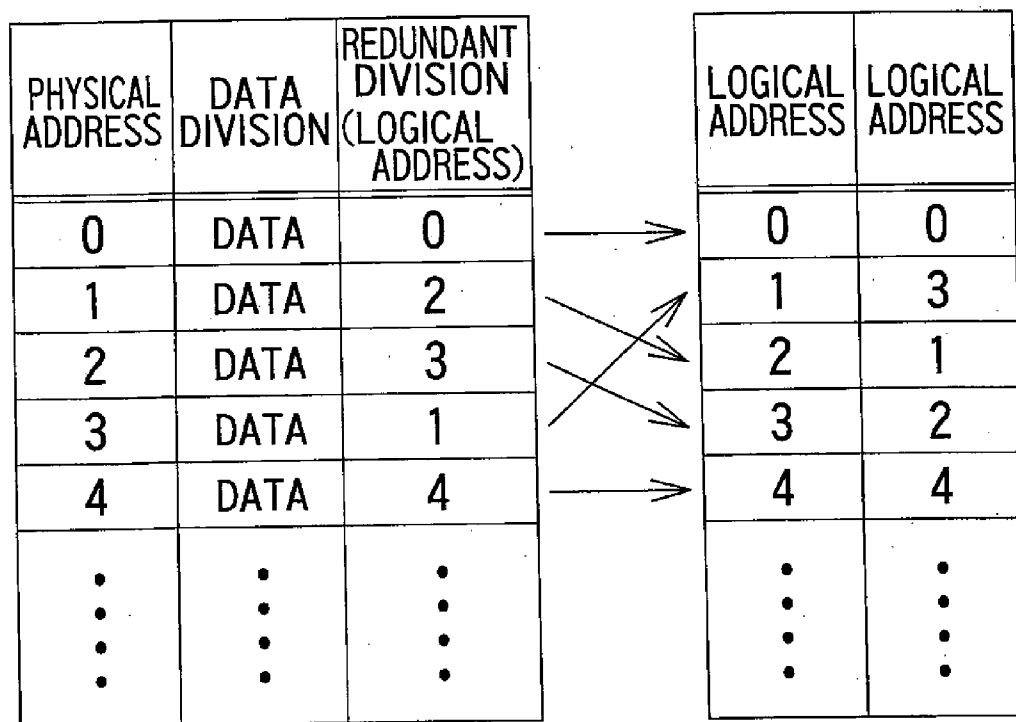 PHYSICAL ADDRESS | DATA DIVISION | REDUNDANT DIVISION (LOGICAL ADDRESS)
0 | DATA | 0
1 | DATA | 2
2 | DATA | 3
3 | DATA | 1
4 | DATA | 4
LOGICAL ADDRESS | LOGICAL ADDRESS
0 | 0
1 | 3
2 | 1
3 | 2
4 | 4